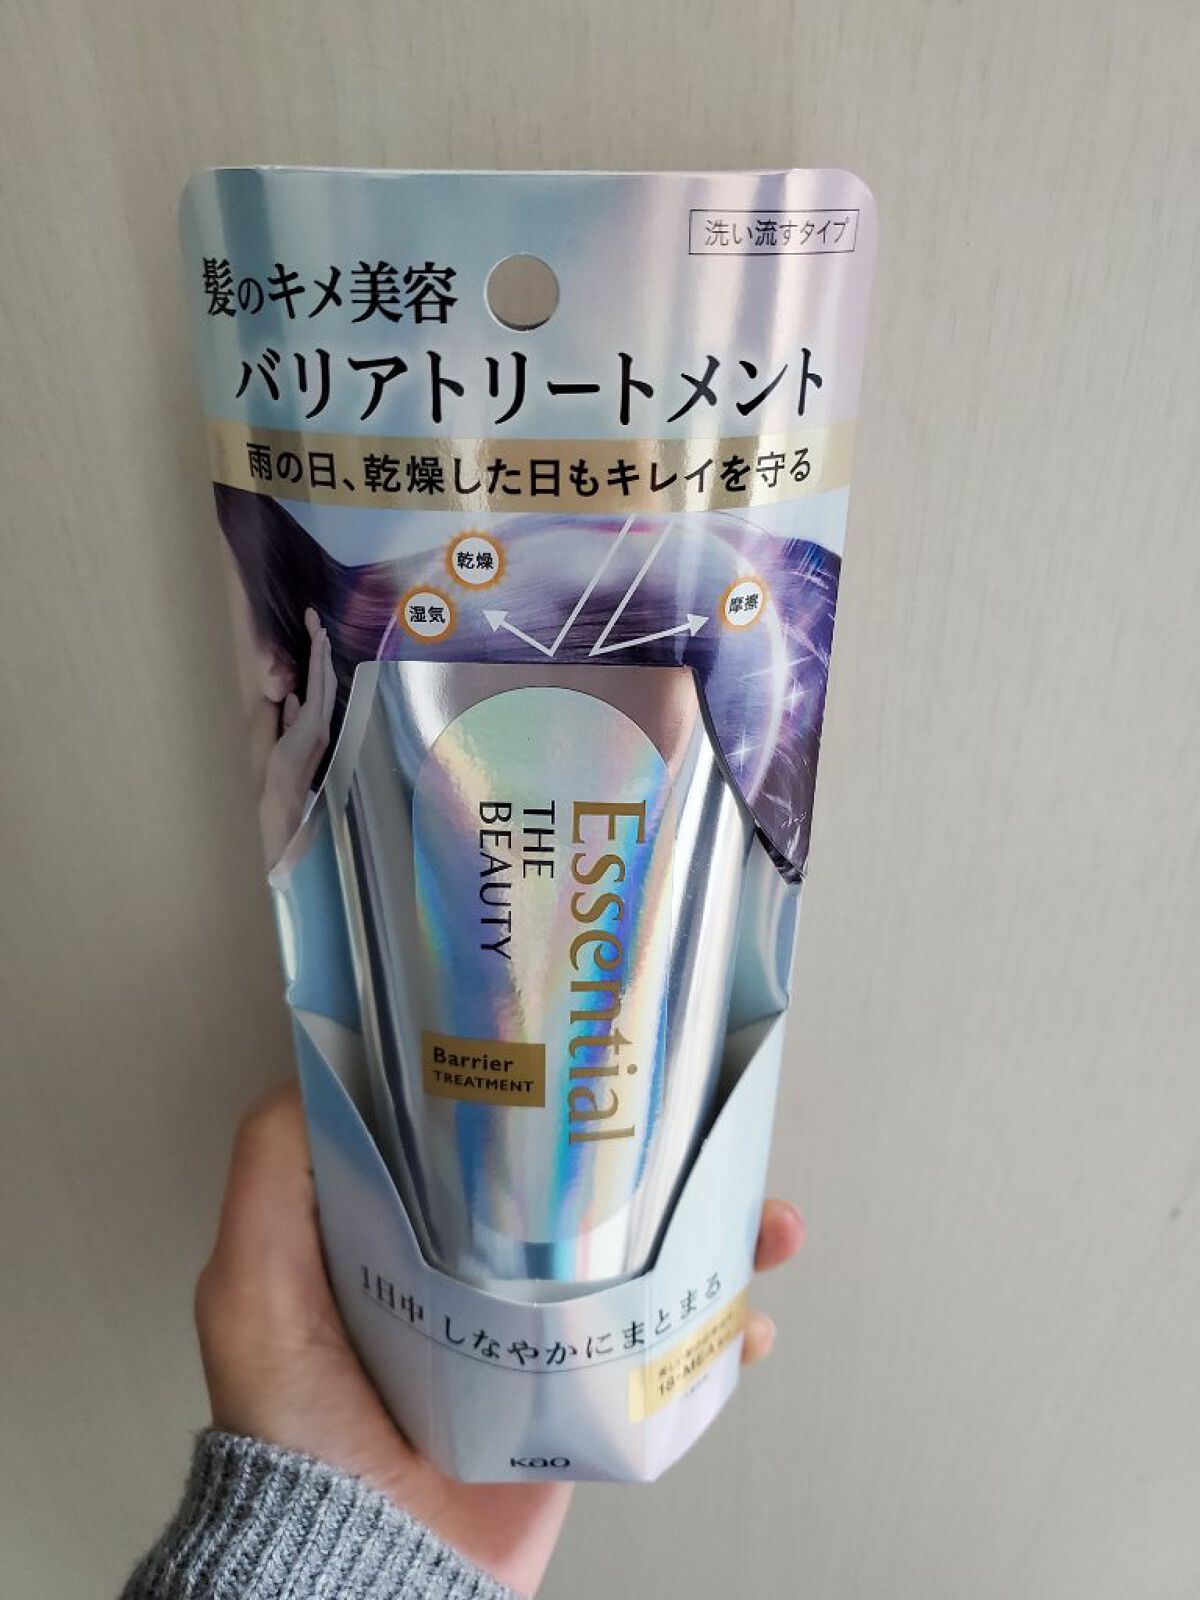 洗い流すタイプ
髪のキメ美容
バリアトリートメント
雨の日、乾燥した日もキレイを守る
乾燥
湿気
摩擦
Essential
THE
BEAUTY
Barrier
TREATMENT
1日中 しなやかにまとまる
18-MEA
Kao